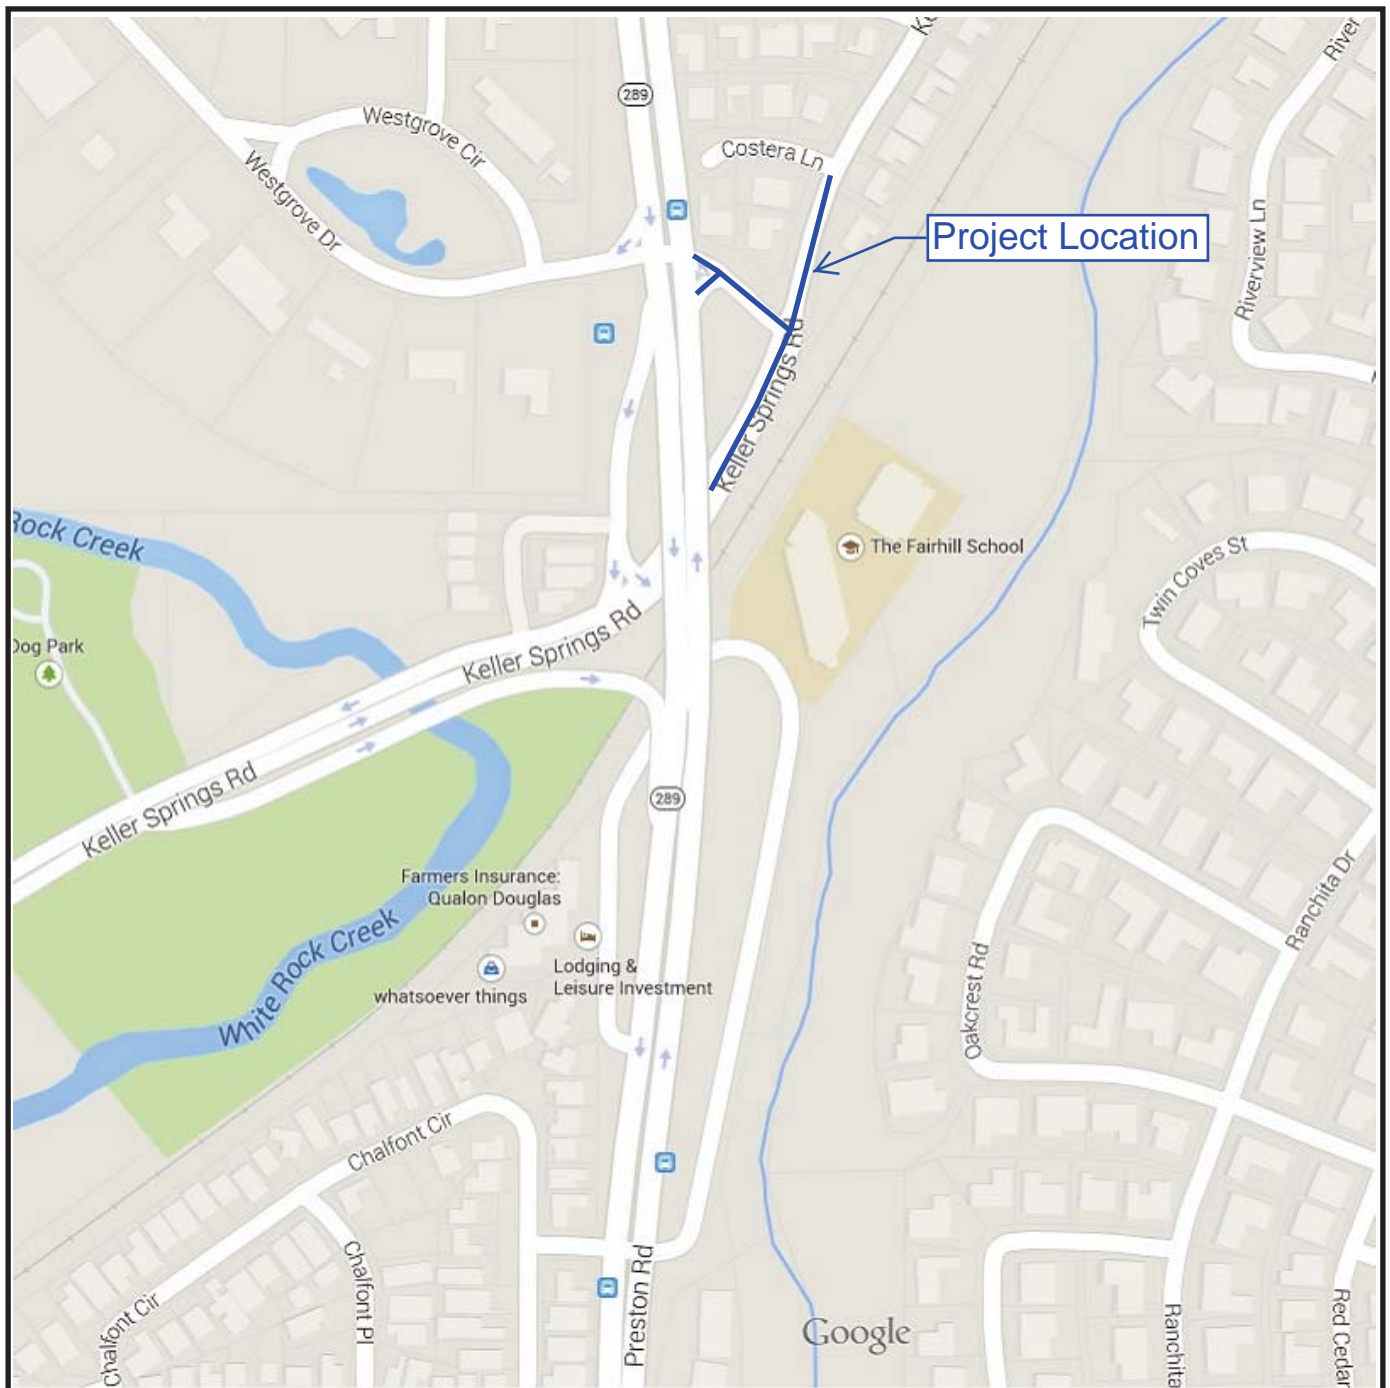 Ke
River
289
Westgrove Cir
Costera Ln
Westgrove Dr
Project Location
Riverview Ln
Keller Springs Rd
Rock Creek
The Fairhill School
Twin Coves St
Dog Park
Keller Springs Rd
Keller Springs Rd
289
Farmers Insurance:
Qualon Douglas
Ranchita Dr
White Rock Creek
Lodging &
Leisure Investment
whatsoever things
Oakcrest Rd
Chalfont Cir
Chalfont Pl
Chalfont Cir
Preston Rd
Google
Ranchita
Red Cedar